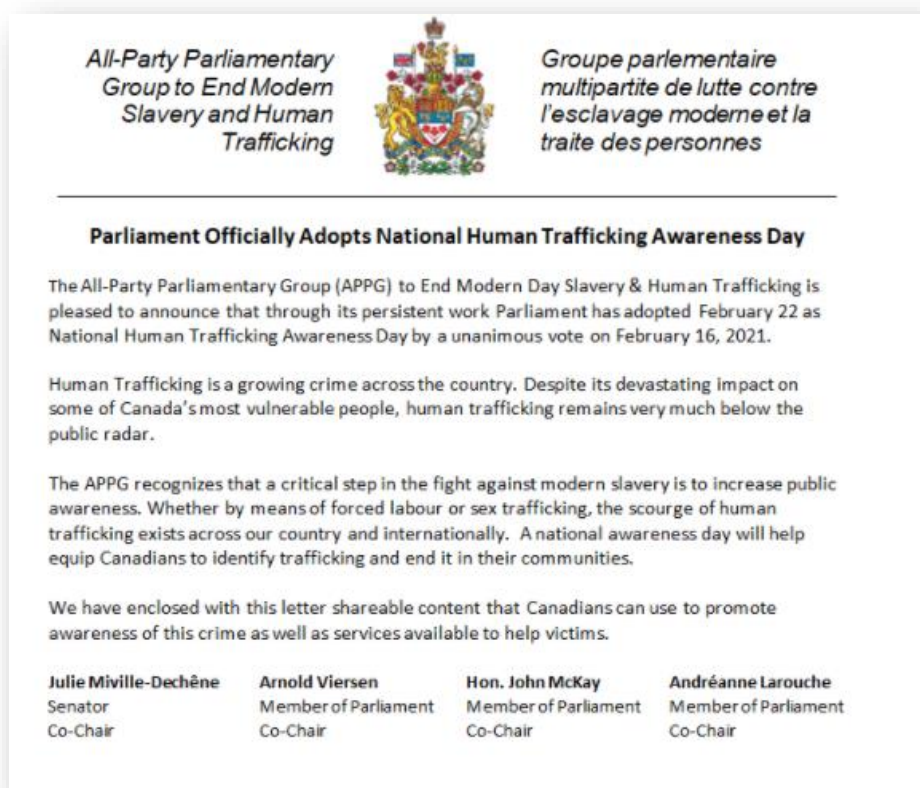 All-Party Parliamentary
Group to End Modern
Slavery and Human
Trafficking
Groupe parlementaire
multipartite de lutte contre
l'esclavage moderne et la
traite des personnes
Parliament Officially Adopts National Human Trafficking Awareness Day
The All-Party Parliamentary Group (APPG) to End Modern Day Slavery & Human Trafficking is
pleased to announce that through its persistent work Parliament has adopted February 22 as
National Human Trafficking Awareness Day by a unanimous vote on February 16, 2021.
Human Trafficking is a growing crime across the country. Despite its devastating impact on
some of Canada's most vulnerable people, human trafficking remains very much below the
public radar.
The APPG recognizes that a critical step in the fight against modern slavery is to increase public
awareness. Whether by means of forced labour or sex trafficking, the scourge of human
trafficking exists across our country and internationally. A national awareness day will help
equip Canadians to identify trafficking and end it in their communities.
We have enclosed with this letter shareable content that Canadians can use to promote
awareness of this crime as well as services available to help victims.
Julie Miville-Dechêne Arnold Viersen Hon. John McKay Andréanne Larouche
Senator Member of Parliament Member of Parliament Member of Parliament
Co-Chair Co-Chair Co-Chair Co-Chair